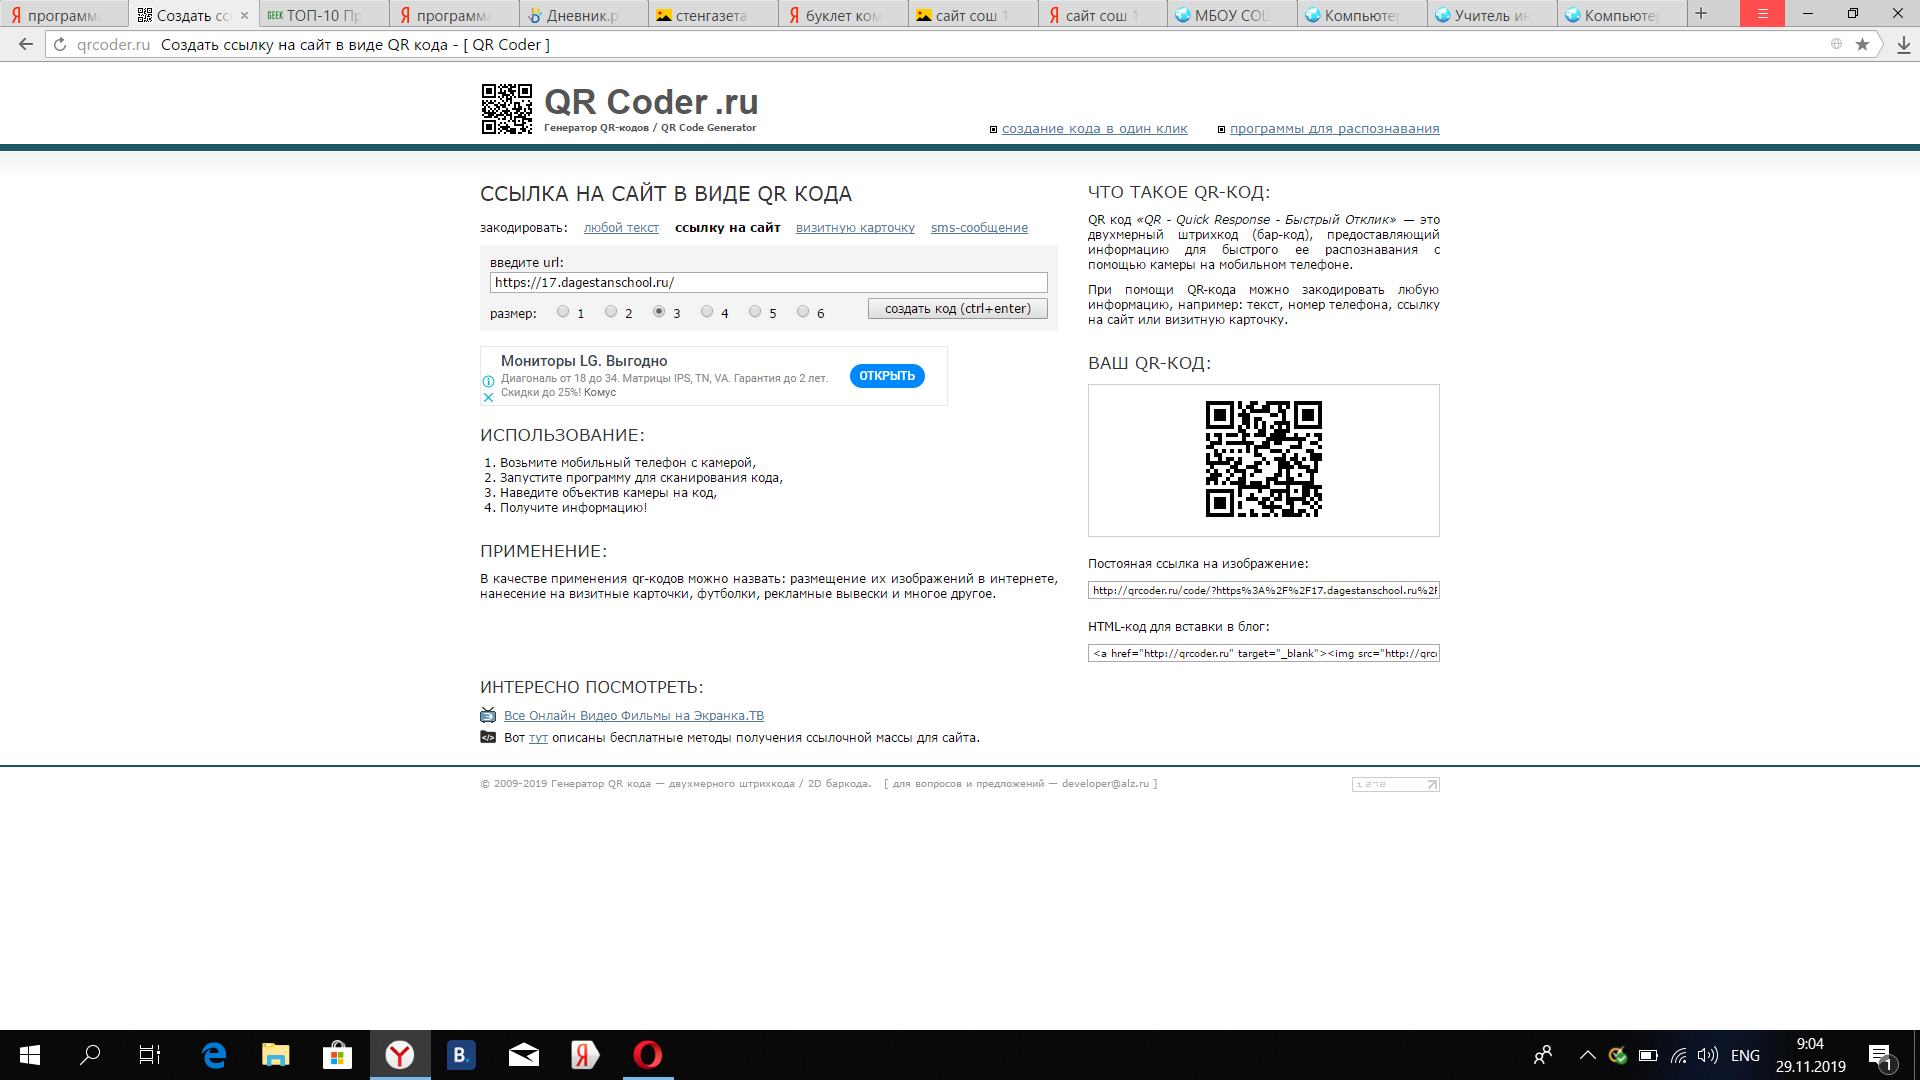 программа
Создать сс
GEEK ТОП-10 Пр
программа
Дневник.р
стенгазета
буклет ком
сайт сош 1
сайт сош 1
МБОУ СОШ
Компьютер
Учитель ин
Компьютер
qrcoder.ru Создать ссылку на сайт в виде QR кода - [ QR Coder ]
QR Coder .ru
Генератор QR-кодов / QR Code Generator
создание кода в один клик
программы для распознавания
ССЫЛКА НА САЙТ В ВИДЕ QR КОДА
закодировать: любой текст ссылку на сайт визитную карточку sms-сообщение
введите url:
https://17.dagestanschool.ru/
размер: 1 2 3 4 5 6 создать код (ctrl+enter)
Мониторы LG. Выгодно
Диагональ от 18 до 34. Матрицы IPS, TN, VA. Гарантия до 2 лет.
Скидки до 25%! Комус
ОТКРЫТЬ
ИСПОЛЬЗОВАНИЕ:
1. Возьмите мобильный телефон с камерой,
2. Запустите программу для сканирования кода,
3. Наведите объектив камеры на код,
4. Получите информацию!
ПРИМЕНЕНИЕ:
В качестве применения qr-кодов можно назвать: размещение их изображений в интернете,
нанесение на визитные карточки, футболки, рекламные вывески и многое другое.
ЧТО ТАКОЕ QR-КОД:
QR код «QR - Quick Response - Быстрый Отклик» — это
двухмерный штрихкод (бар-код), предоставляющий
информацию для быстрого ее распознавания с
помощью камеры на мобильном телефоне.
При помощи QR-кода можно закодировать любую
информацию, например: текст, номер телефона, ссылку
на сайт или визитную карточку.
ВАШ QR-КОД:
Постояная ссылка на изображение:
http://qrcoder.ru/code/?https%3A%2F%2F17.dagestanschool.ru%2F
HTML-код для вставки в блог:
<a href="http://qrcoder.ru" target="_blank"><img src="http://qrc
ИНТЕРЕСНО ПОСМОТРЕТЬ:
Все Онлайн Видео Фильмы на Экранка.ТВ
Вот тут описаны бесплатные методы получения ссылочной массы для сайта.
© 2009-2019 Генератор QR кода — двухмерного штрихкода / 2D баркода. [ для вопросов и предложений — developer@alz.ru ]
1272
ENG
9:04
29.11.2019
1